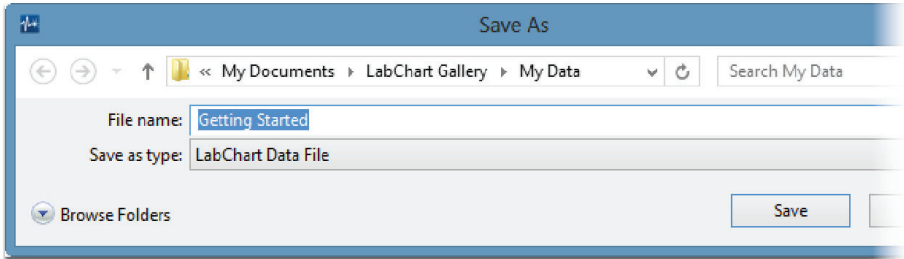 Save As
« My Documents LabChart Gallery My Data Search My Data
File name: Getting Started
Save as type: LabChart Data File
Browse Folders Save